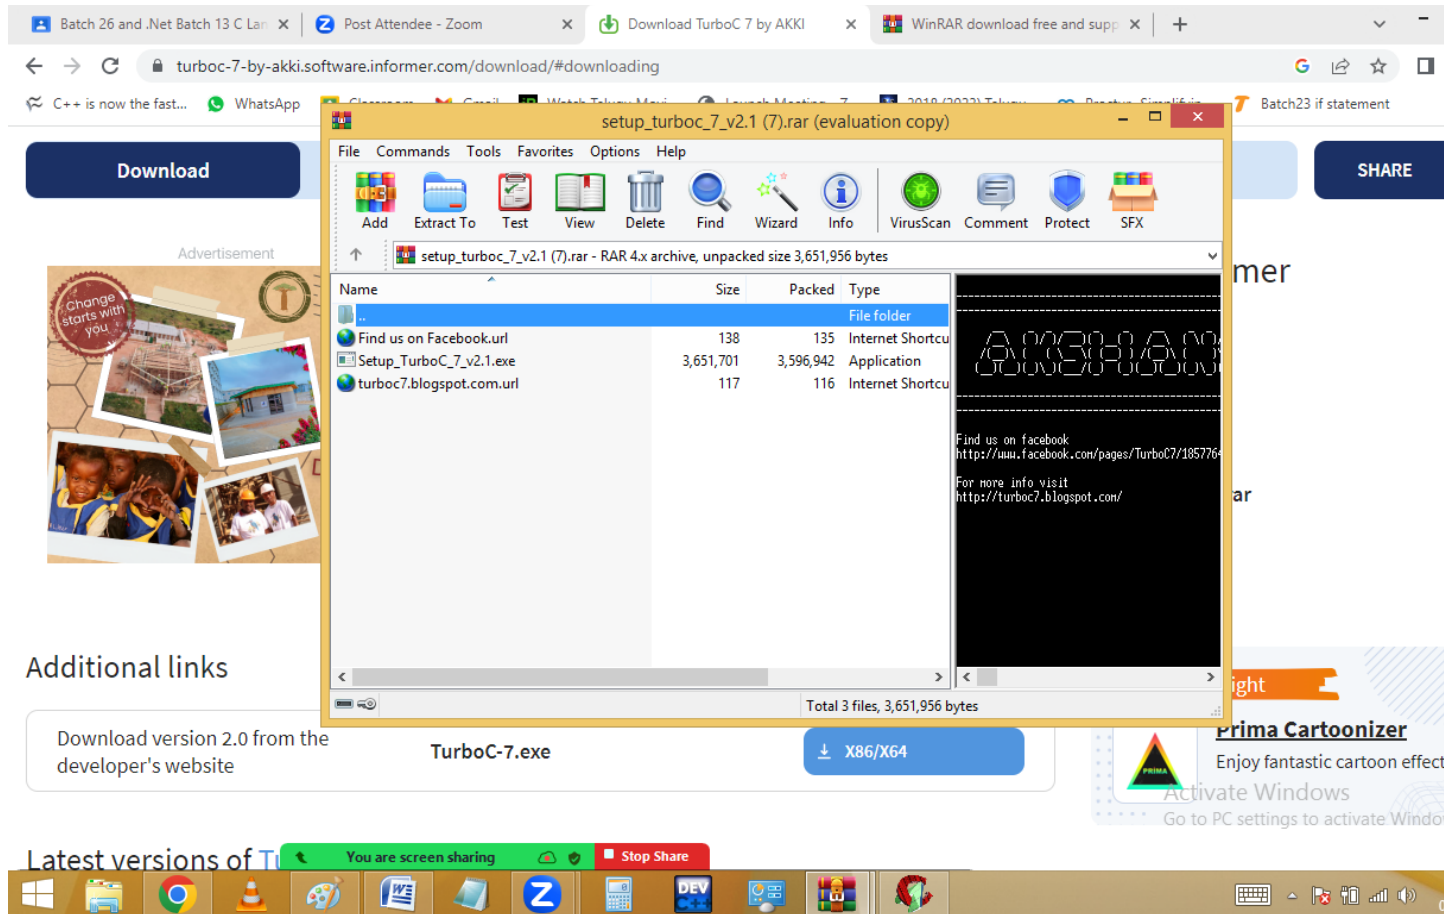 Batch 26 and .Net Batch 13 C Lan
Post Attendee - Zoom
Download TurboC 7 by AKKI
WinRAR download free and supp
turboc-7-by-akki.software.informer.com/download/#downloading
C++ is now the fast...
WhatsApp
Batch23 if statement
setup_turboc_7_v2.1 (7).rar (evaluation copy)
File Commands Tools Favorites Options Help
Download
SHARE
Add Extract To Test View Delete Find Wizard Info VirusScan Comment Protect SFX
Advertisement
setup_turboc_7_v2.1 (7).rar - RAR 4.x archive, unpacked size 3,651,956 bytes
mer
Name Size Packed Type
.. File folder
Find us on Facebook.url 138 135 Internet Shortcu
Setup_TurboC_7_v2.1.exe 3,651,701 3,596,942 Application
turboc7.blogspot.com.url 117 116 Internet Shortcu
Change starts with you
AKSHAN
Find us on facebook
http://www.facebook.com/pages/TurboC7/1857764
For more info visit
http://turboc7.blogspot.com/
ar
Additional links
Total 3 files, 3,651,956 bytes
ight
Download version 2.0 from the
developer's website
TurboC-7.exe
X86/X64
Prima Cartoonizer
Enjoy fantastic cartoon effect
PRIMA
Activate Windows
Go to PC settings to activate Windo
Latest versions of Tu
You are screen sharing
Stop Share
DEV
C++